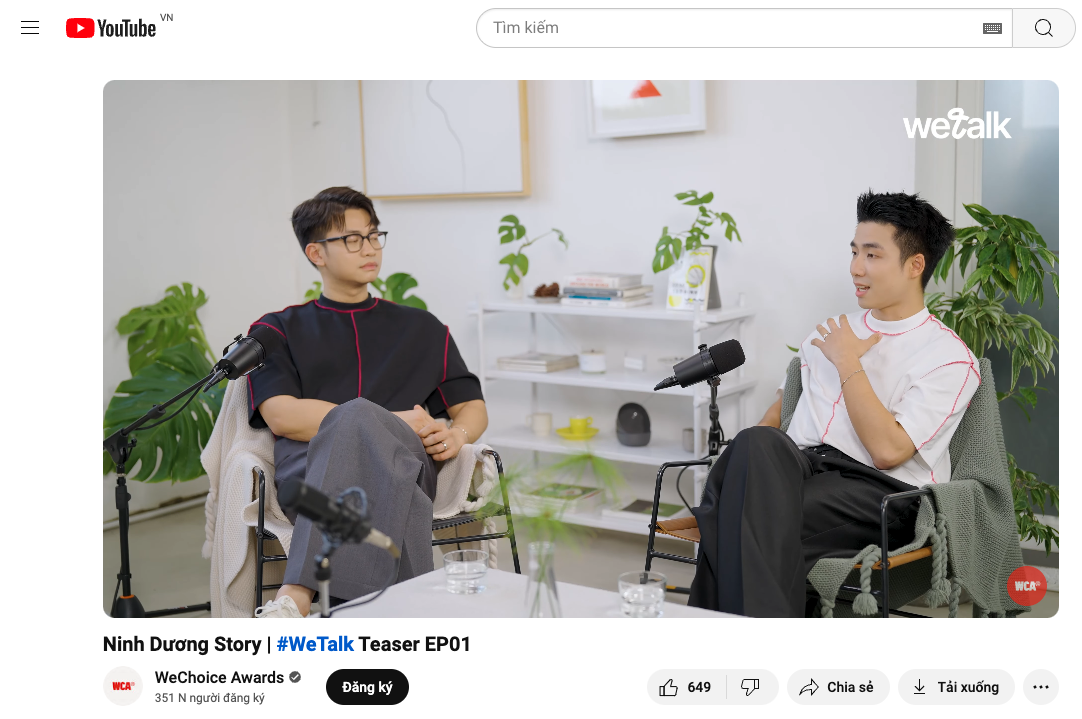 YouTube VN
Tìm kiếm
wetalk
WCA
Ninh Dương Story | #WeTalk Teaser EP01
WCA
WeChoice Awards
351 N người đăng ký
Đăng ký
649
Chia sẻ
Tải xuống